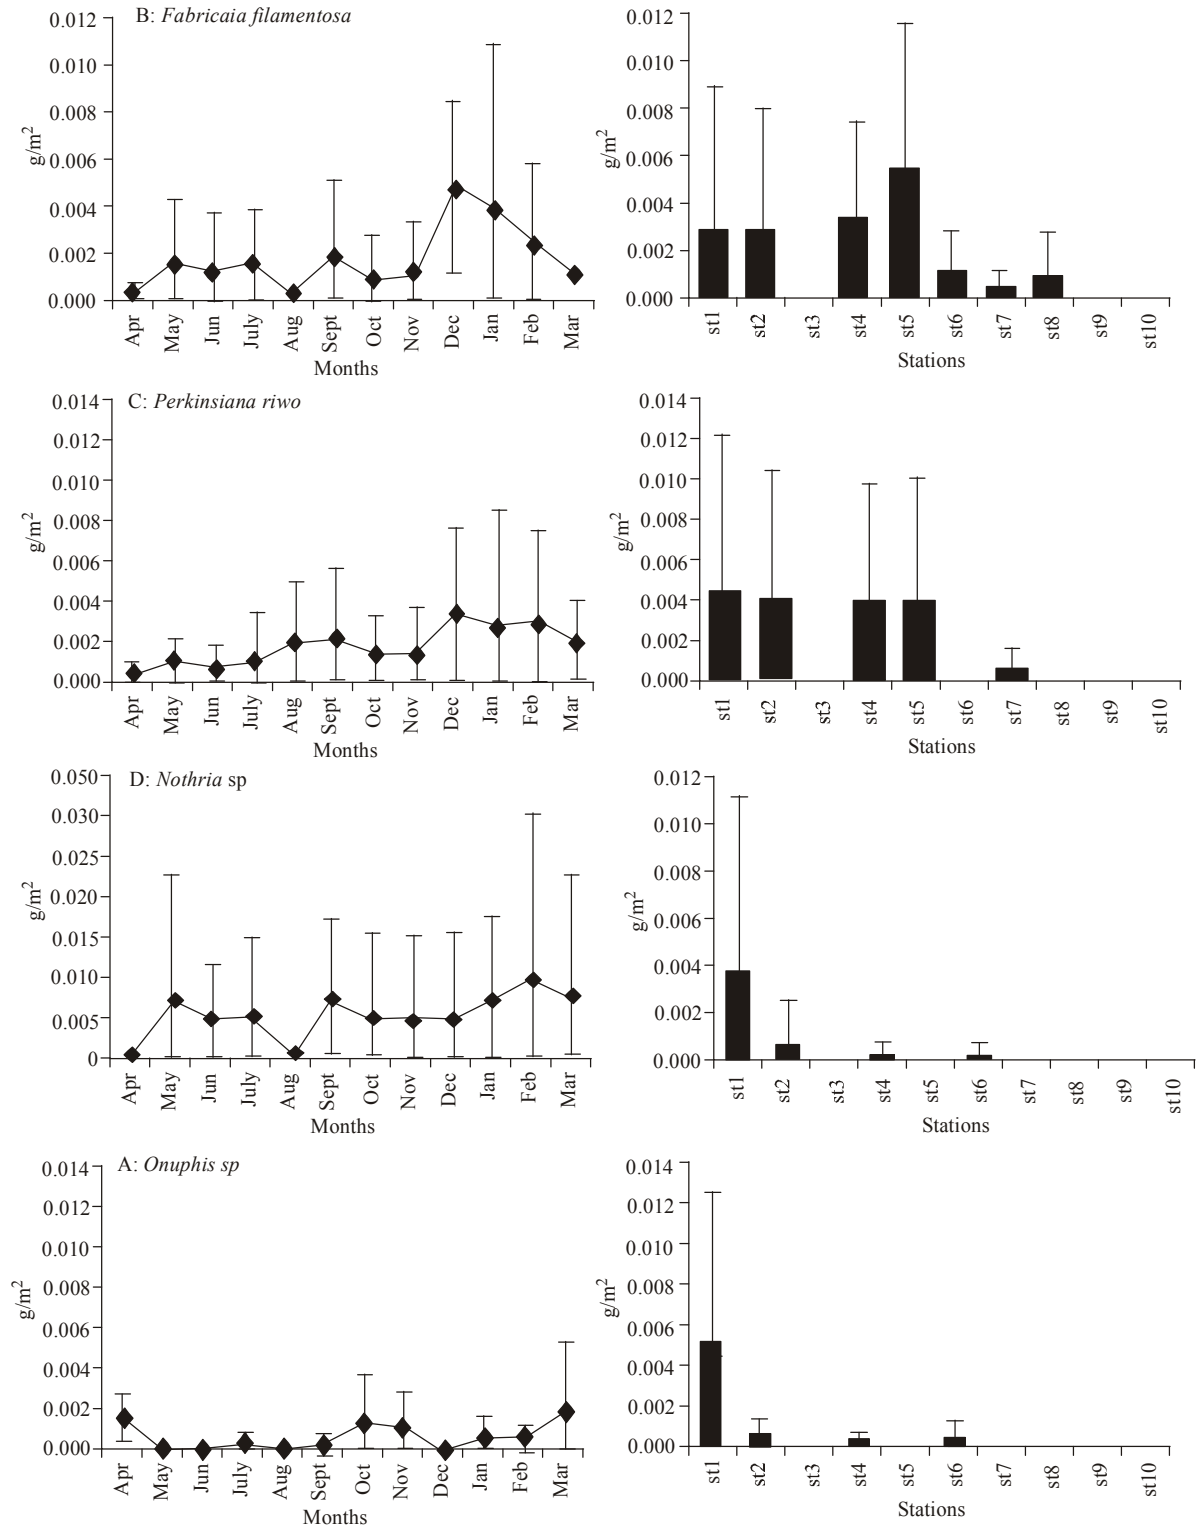 B: Fabricaia filamentosa
g/m²
0.012
0.010
0.008
0.006
0.004
0.002
0.000
Apr
May
Jun
July
Aug
Sept
Oct
Nov
Dec
Jan
Feb
Mar
Months
g/m²
0.012
0.010
0.008
0.006
0.004
0.002
0.000
st1
st2
st3
st4
st5
st6
st7
st8
st9
st10
Stations
C: Perkinsiana riwo
g/m²
0.014
0.012
0.010
0.008
0.006
0.004
0.002
0.000
Apr
May
Jun
July
Aug
Sept
Oct
Nov
Dec
Jan
Feb
Mar
Months
g/m²
0.014
0.012
0.010
0.008
0.006
0.004
0.002
0.000
st1
st2
st3
st4
st5
st6
st7
st8
st9
st10
Stations
D: Nothria sp
g/m²
0.050
0.030
0.025
0.020
0.015
0.010
0.005
0
Apr
May
Jun
July
Aug
Sept
Oct
Nov
Dec
Jan
Feb
Mar
Months
g/m²
0.012
0.010
0.008
0.006
0.004
0.002
0.000
st1
st2
st3
st4
st5
st6
st7
st8
st9
st10
Stations
A: Onuphis sp
g/m²
0.014
0.012
0.010
0.008
0.006
0.004
0.002
0.000
Apr
May
Jun
July
Aug
Sept
Oct
Nov
Dec
Jan
Feb
Mar
Months
g/m²
0.014
0.012
0.010
0.008
0.006
0.004
0.002
0.000
st1
st2
st3
st4
st5
st6
st7
st8
st9
st10
Stations